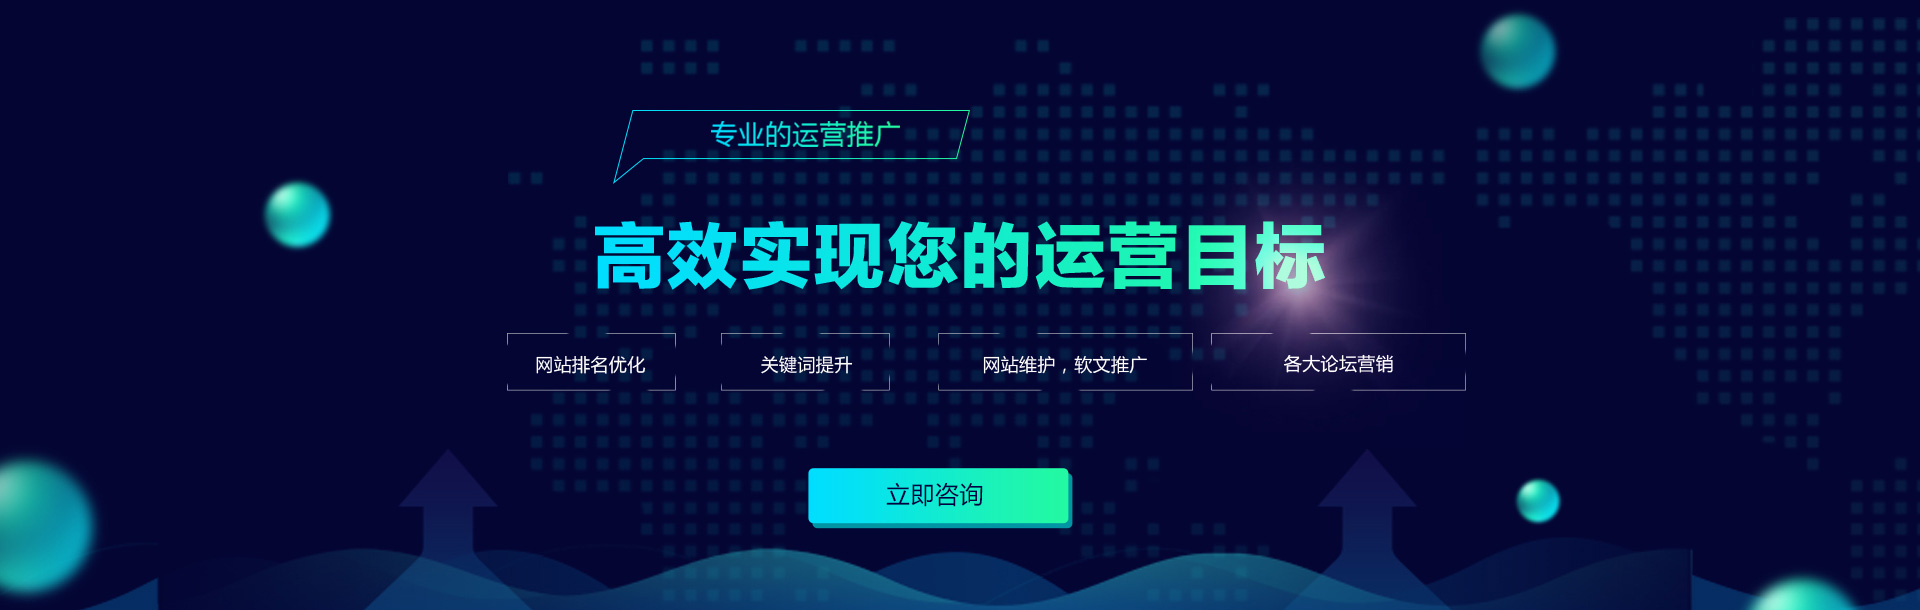 专业的运营推广
高效实现您的运营目标
网站排名优化
关键词提升
网站维护，软文推广
各大论坛营销
立即咨询